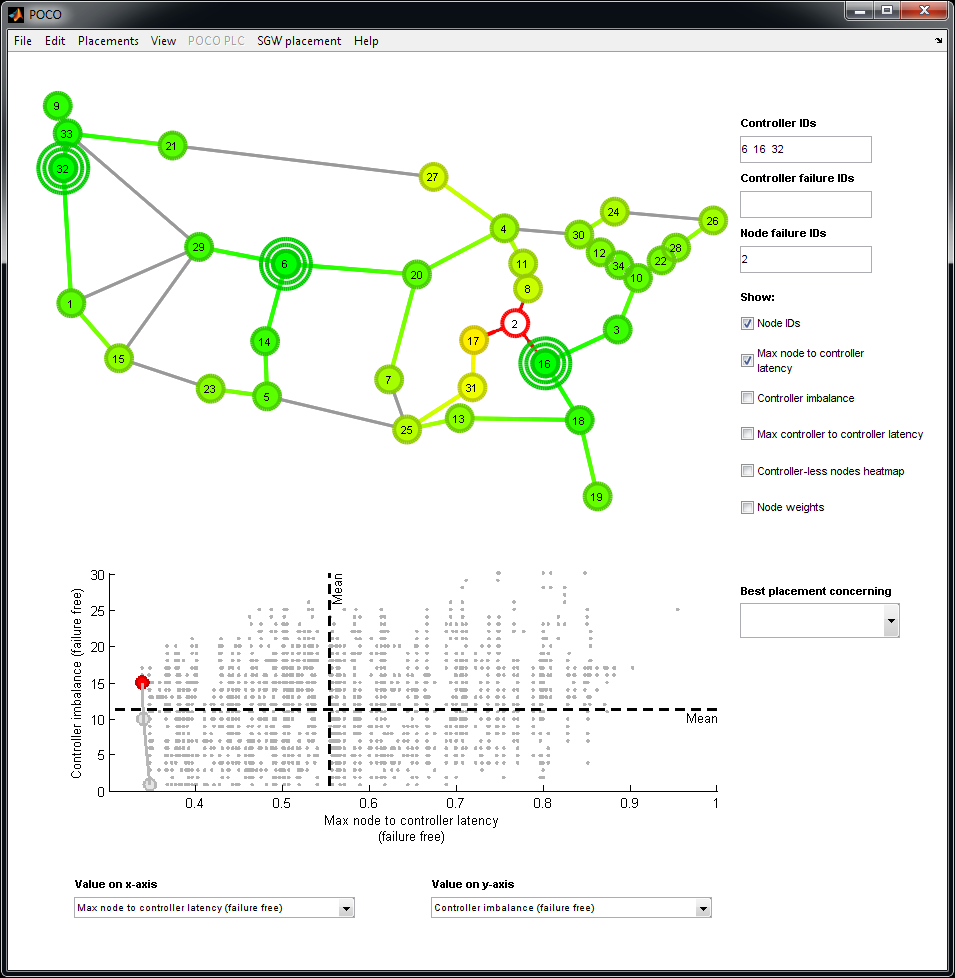 POCO
File Edit Placements View POCO PLC SGW placement Help
9
33
21
32
27
24
26
4
30
29
12
28
11
22
6
34
20
10
8
1
2
3
14
17
15
16
7
31
23
5
13
18
25
19
Controller IDs
6 16 32
Controller failure IDs
Node failure IDs
2
Show:
Node IDs
Max node to controller
latency
Controller imbalance
Max controller to controller latency
Controller-less nodes heatmap
Node weights
Best placement concerning
Controller imbalance (failure free)
30
25
20
15
10
5
0
Mean
Mean
0.4 0.5 0.6 0.7 0.8 0.9 1
Max node to controller latency
(failure free)
Value on x-axis
Max node to controller latency (failure free)
Value on y-axis
Controller imbalance (failure free)